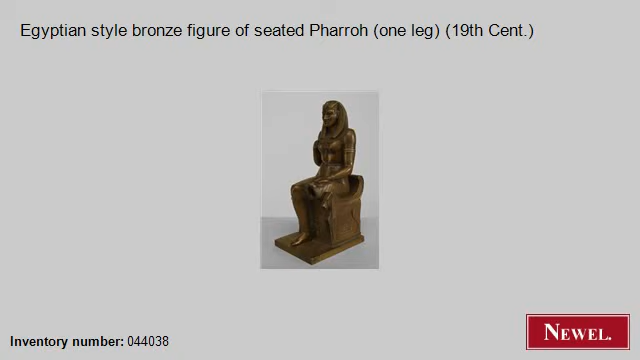 Egyptian style bronze figure of seated Pharroh (one leg) (19th Cent.)
Inventory number: 044038
NEWEL.